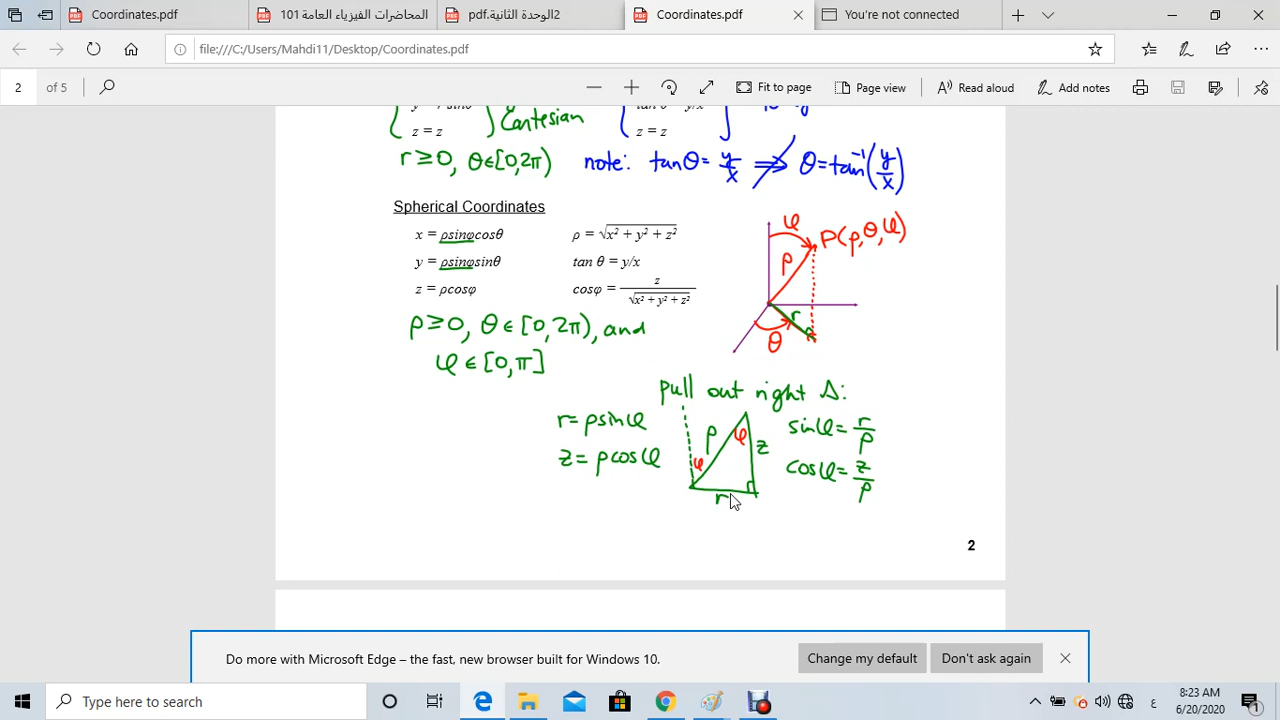 Coordinates.pdf
المحاضرات الفيزياء العامة 101
2الوحدة الثانية.pdf
Coordinates.pdf
You're not connected
file:///C:/Users/Mahdi11/Desktop/Coordinates.pdf
2 of 5
Fit to page
Page view
Read aloud
Add notes
Cartesian
z = z
z = z
r ≥ 0, θ∈[0,2π)
note: tanθ = y/x ⇏ θ = tan⁻¹(y/x)
Spherical Coordinates
x = ρsinφcosθ
ρ = √x² + y² + z²
y = ρsinφsinθ
tan θ = y/x
z = ρcosφ
cosφ = z/√x² + y² + z²
φ
P(ρ,θ,φ)
ρ
r
θ
ρ ≥ 0, θ ∈ [0,2π), and
φ ∈ [0,π]
pull out right Δ:
r = ρsinφ
z = ρcosφ
ρ
φ
φ
z
r
sinφ = r/ρ
cosφ = z/ρ
2
Do more with Microsoft Edge – the fast, new browser built for Windows 10.
Change my default
Don't ask again
Type here to search
ع
8:23 AM
6/20/2020